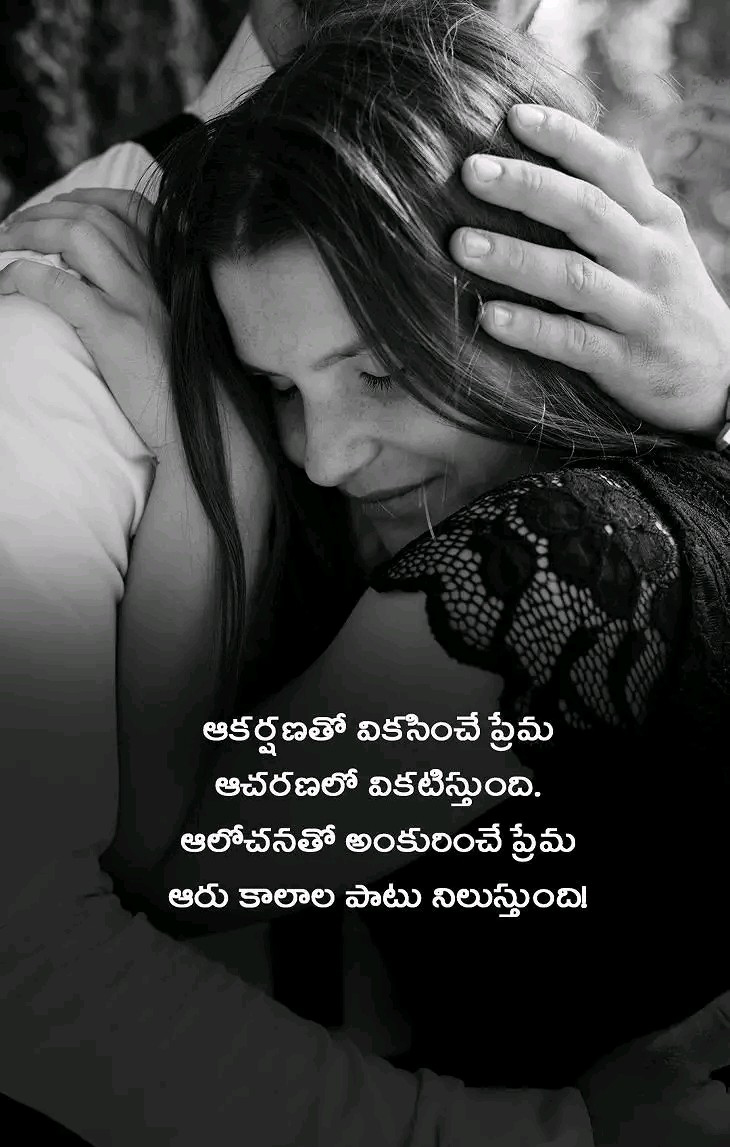 ఆకర్షణతో వికసించే ప్రేమ
ఆచరణలో వికటిస్తుంది.
ఆలోచనతో అంకురించే ప్రేమ
ఆరు కాలాల పాటు నిలుస్తుంది!